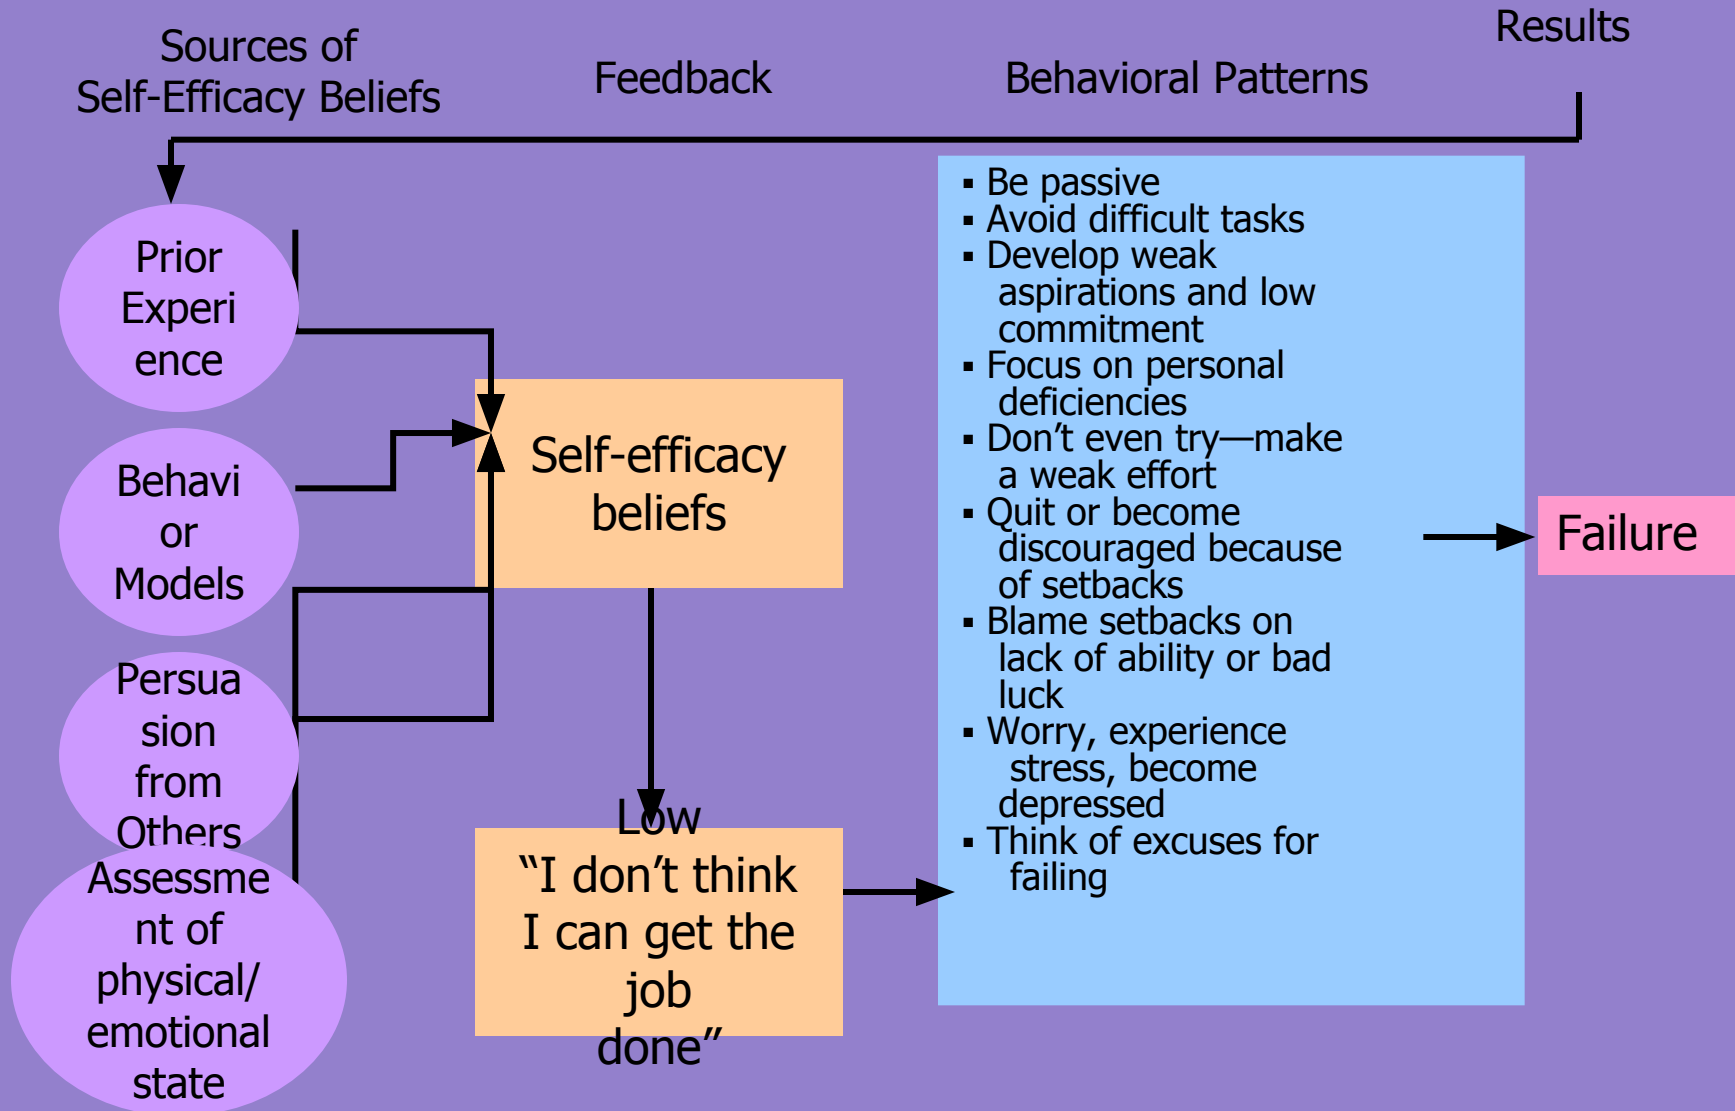 Sources of
Self-Efficacy Beliefs
Feedback
Behavioral Patterns
Results
Prior
Experi
ence
Behavi
or
Models
Persua
sion
from
Others
Assessme
nt of
physical/
emotional
state
Self-efficacy
beliefs
Low
“I don’t think
I can get the
job
done”
▪ Be passive
▪ Avoid difficult tasks
▪ Develop weak
aspirations and low
commitment
▪ Focus on personal
deficiencies
▪ Don’t even try—make
a weak effort
▪ Quit or become
discouraged because
of setbacks
▪ Blame setbacks on
lack of ability or bad
luck
▪ Worry, experience
stress, become
depressed
▪ Think of excuses for
failing
Failure